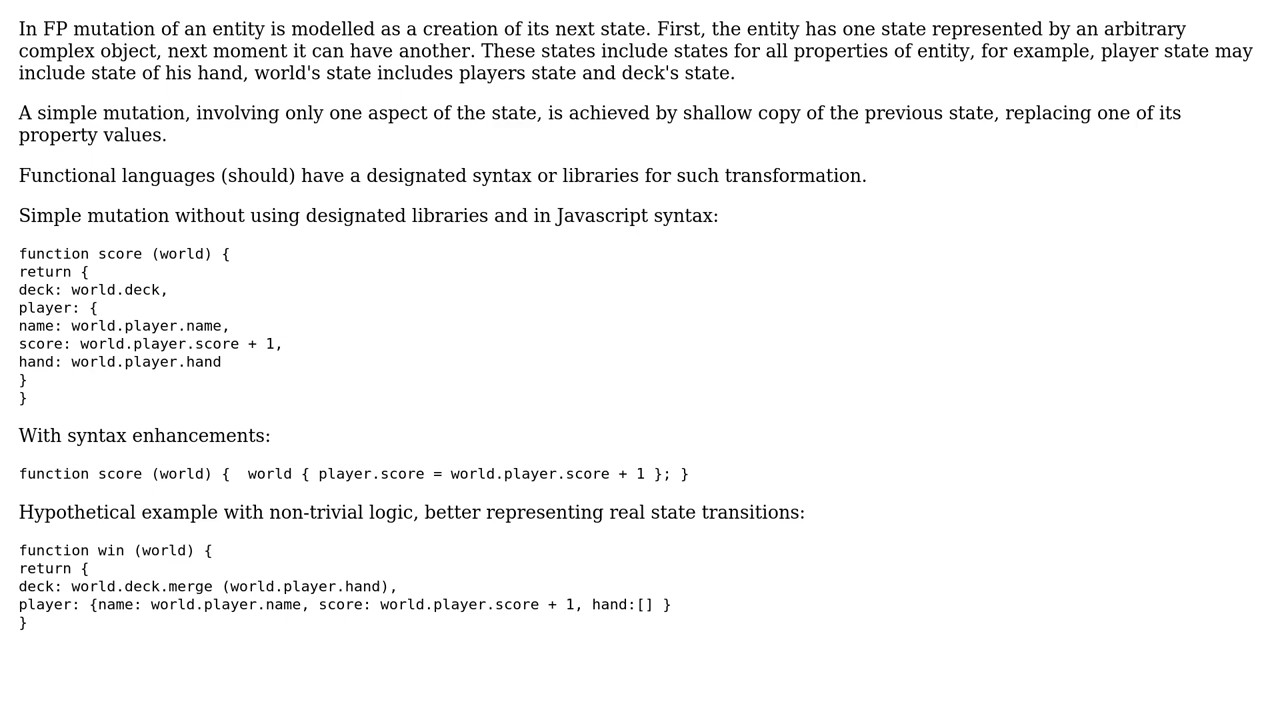 In FP mutation of an entity is modelled as a creation of its next state. First, the entity has one state represented by an arbitrary
complex object, next moment it can have another. These states include states for all properties of entity, for example, player state may
include state of his hand, world's state includes players state and deck's state.
A simple mutation, involving only one aspect of the state, is achieved by shallow copy of the previous state, replacing one of its
property values.
Functional languages (should) have a designated syntax or libraries for such transformation.
Simple mutation without using designated libraries and in Javascript syntax:
function score (world) {
return {
deck: world.deck,
player: {
name: world.player.name,
score: world.player.score + 1,
hand: world.player.hand
}
}
With syntax enhancements:
function score (world) {  world { player.score = world.player.score + 1 }; }
Hypothetical example with non-trivial logic, better representing real state transitions:
function win (world) {
return {
deck: world.deck.merge (world.player.hand),
player: {name: world.player.name, score: world.player.score + 1, hand:[] }
}